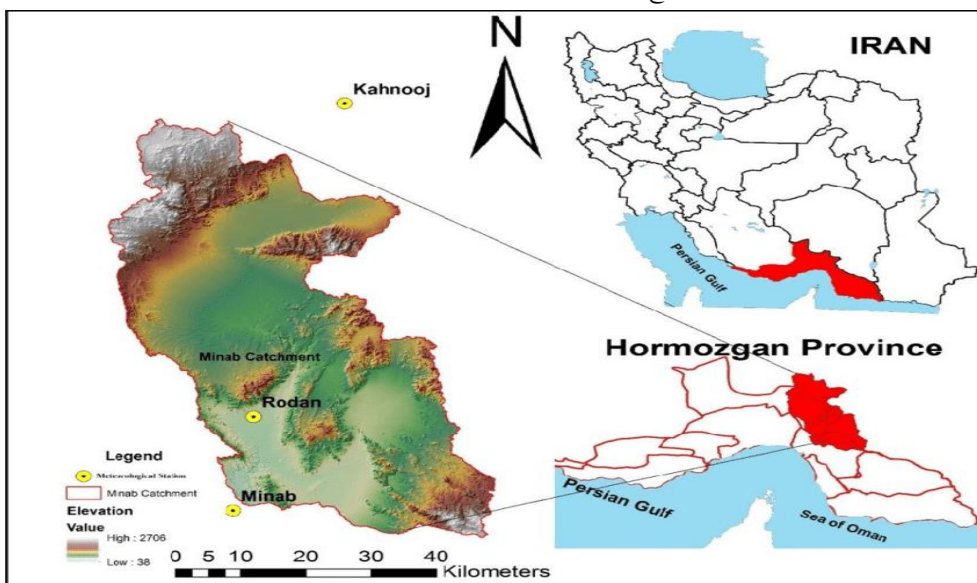 N
Kahnooj
Minab Catchment
Rodan
Minab
Legend
Meteorological Station
Minab Catchment
Elevation
Value
High : 2706
Low : 38
0 5 10 20 30 40
Kilometers
IRAN
Persian Gulf
Hormozgan Province
Persian Gulf
Sea of Oman